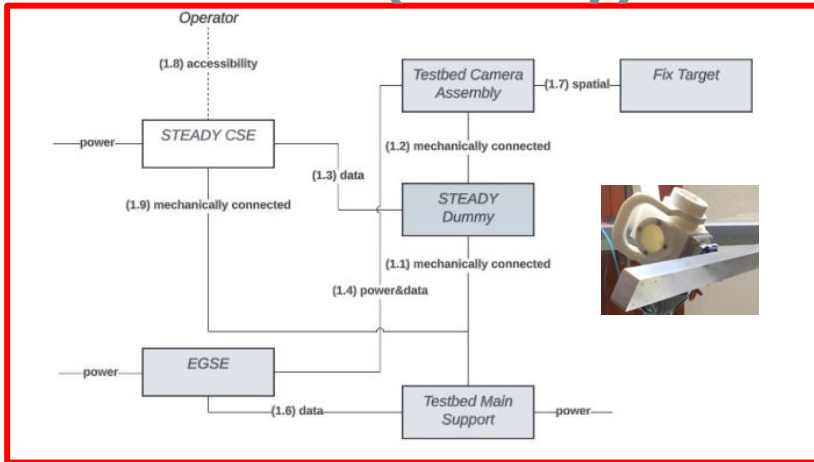 Operator
(1.8) accessibility
Testbed Camera
Assembly
(1.7) spatial
Fix Target
power
STEADY CSE
(1.2) mechanically connected
(1.3) data
(1.9) mechanically connected
STEADY
Dummy
(1.1) mechanically connected
(1.4) power&data
power
EGSE
(1.6) data
Testbed Main
Support
power